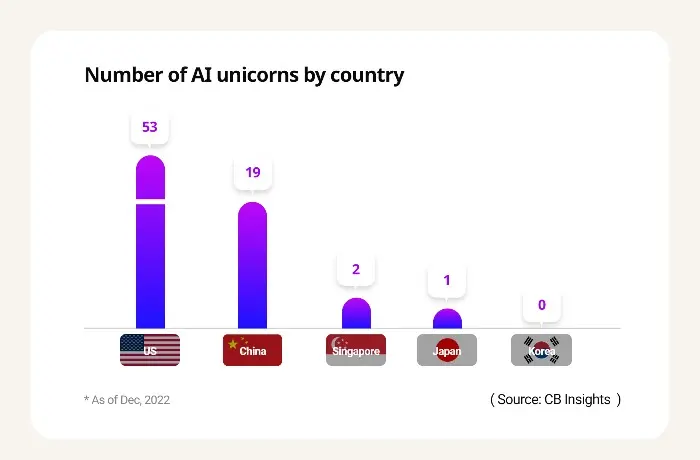 Number of AI unicorns by country
53
19
2
1
0
US
China
Singapore
Japan
Korea
* As of Dec, 2022
( Source: CB Insights )